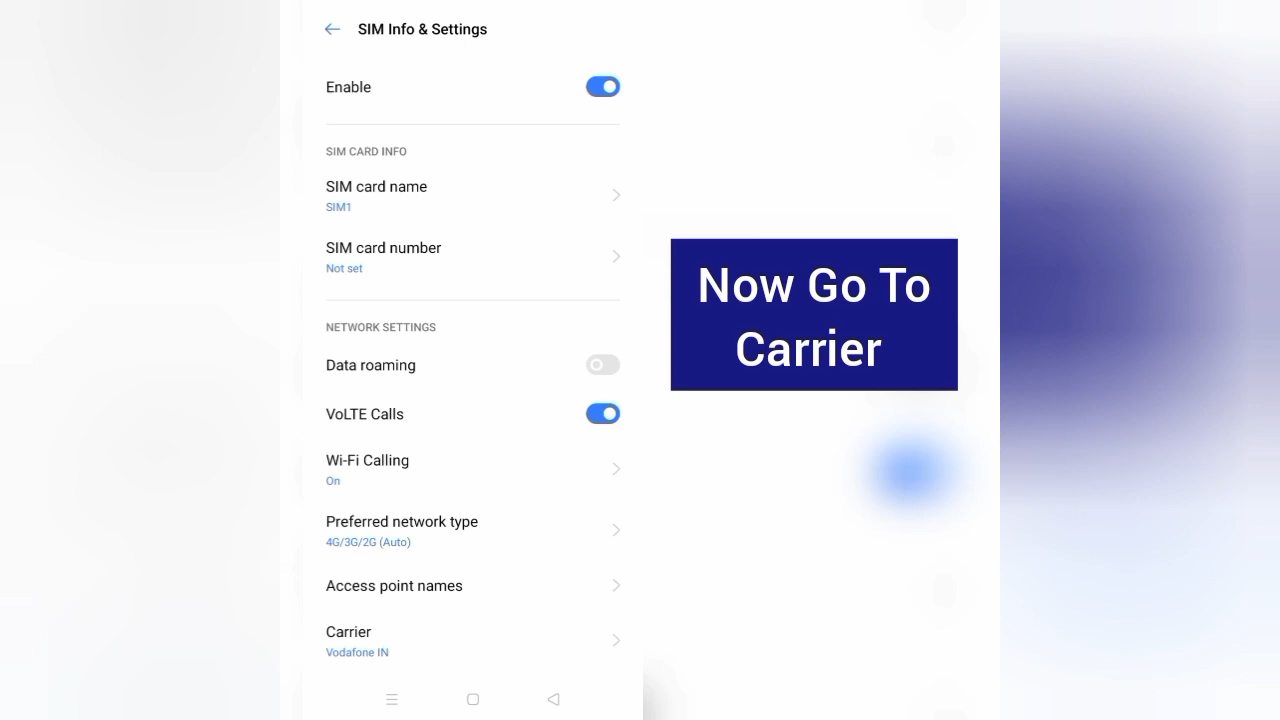 SIM Info & Settings
Enable
SIM CARD INFO
SIM card name
SIM1
SIM card number
Not set
NETWORK SETTINGS
Data roaming
VoLTE Calls
Wi-Fi Calling
On
Preferred network type
4G/3G/2G (Auto)
Access point names
Carrier
Vodafone IN
Now Go To
Carrier